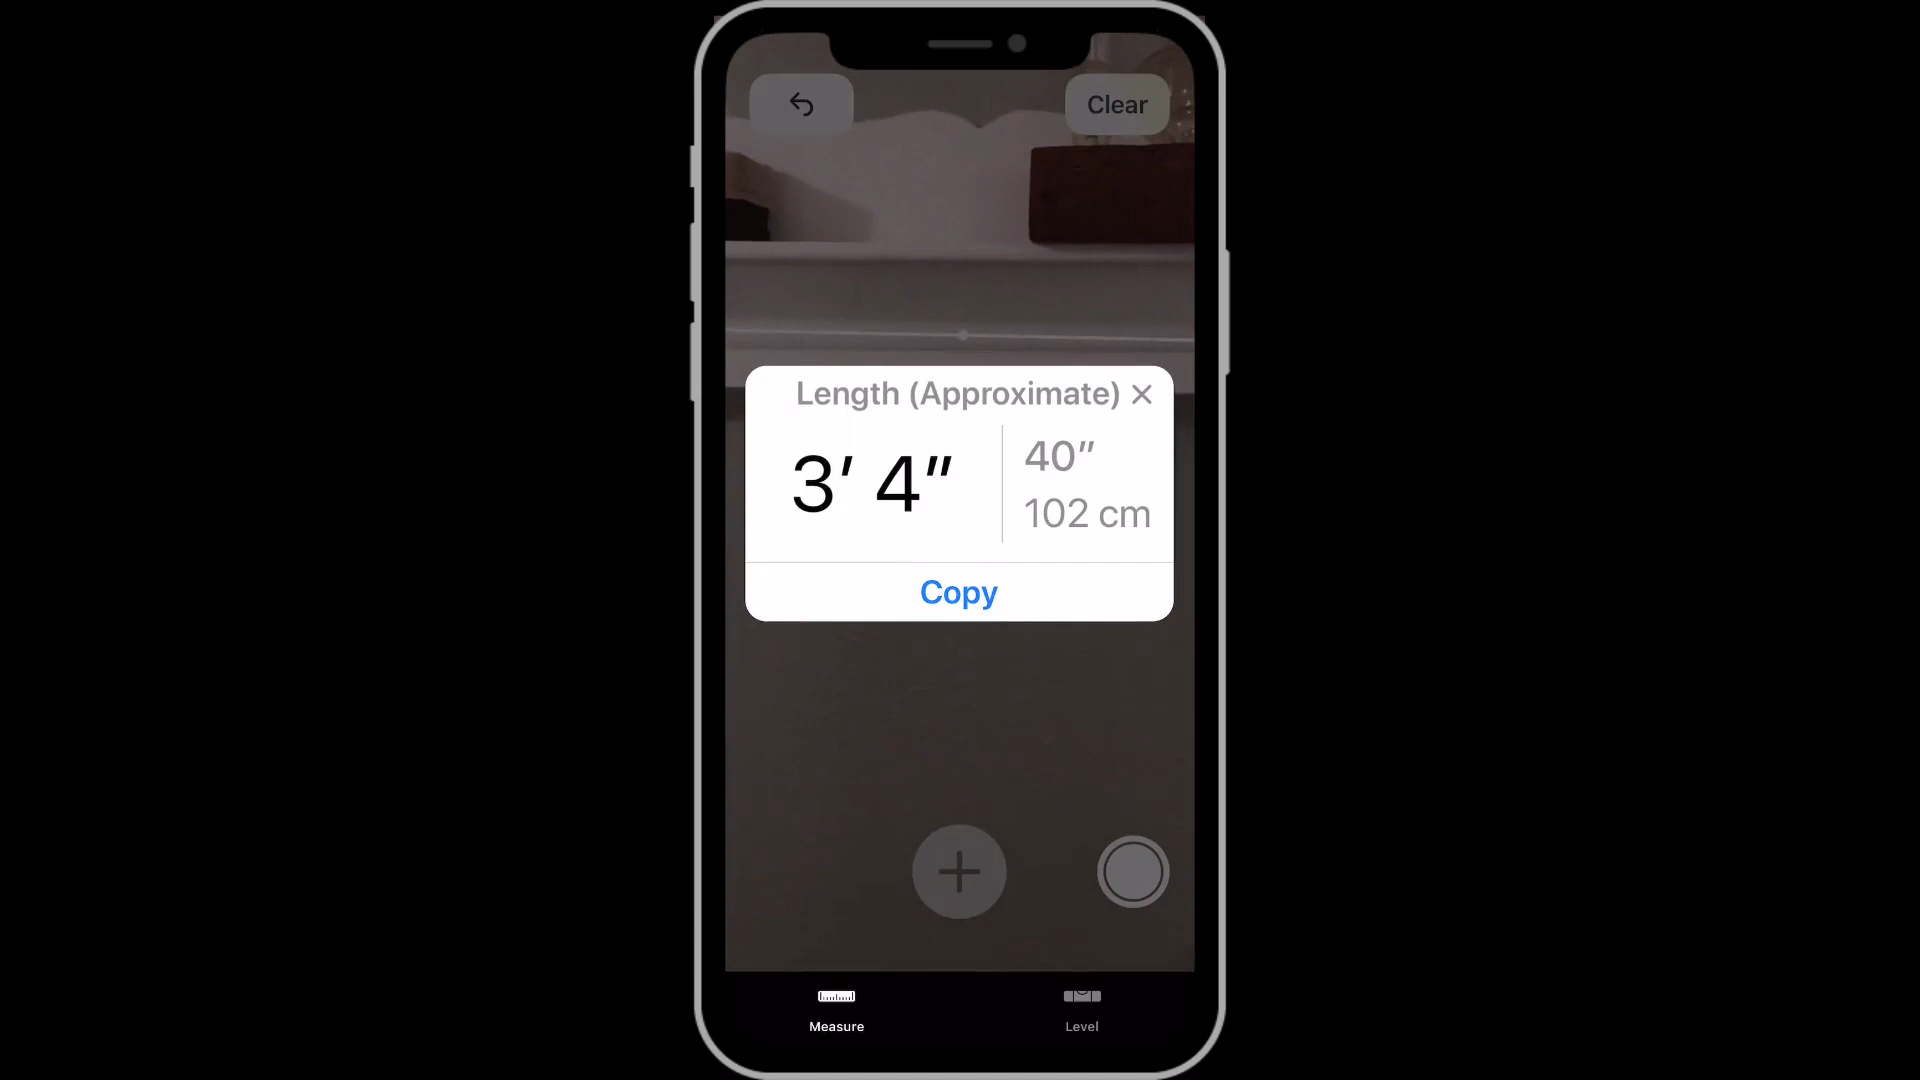 Clear
Length (Approximate)
3′ 4″
40″
102 cm
Copy
Measure
Level